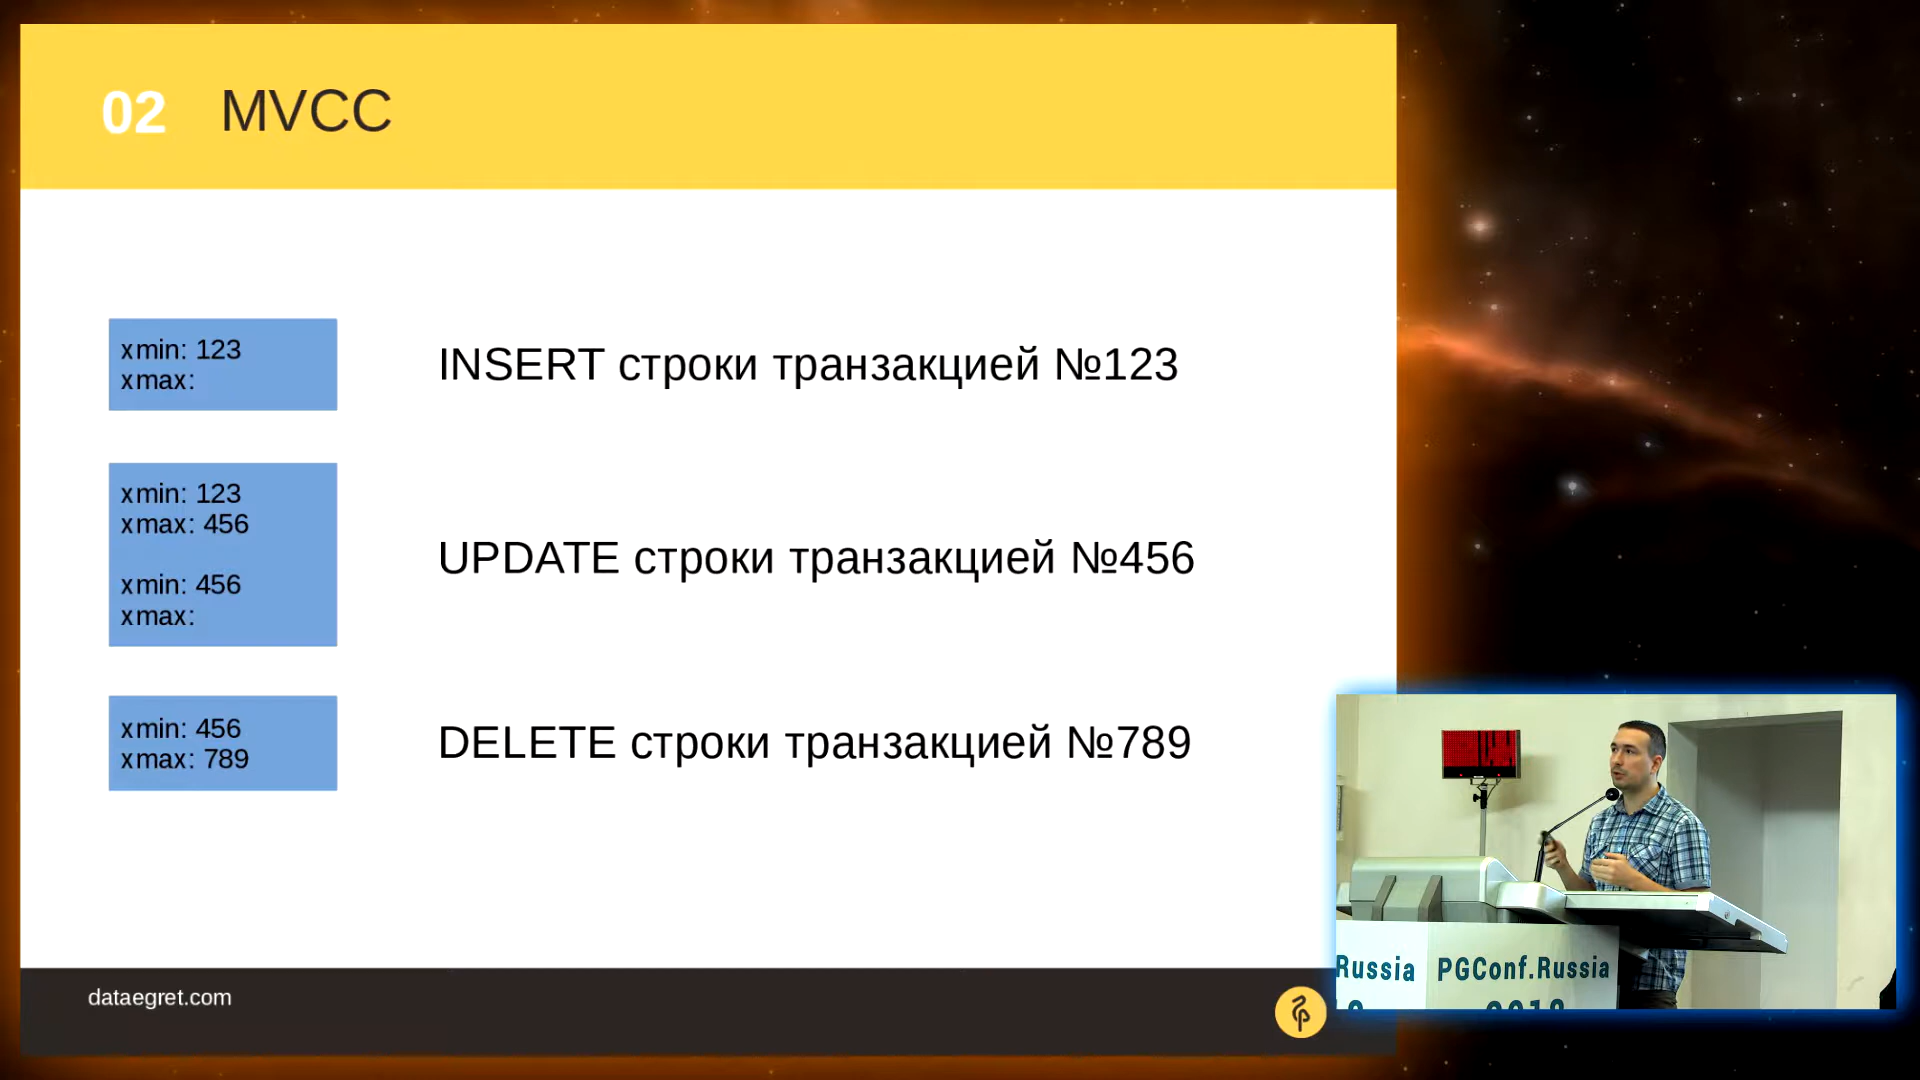 02 MVCC
xmin: 123
xmax:
INSERT строки транзакцией №123
xmin: 123
xmax: 456
xmin: 456
xmax:
UPDATE строки транзакцией №456
xmin: 456
xmax: 789
DELETE строки транзакцией №789
dataegret.com
Russia PGConf.Russia